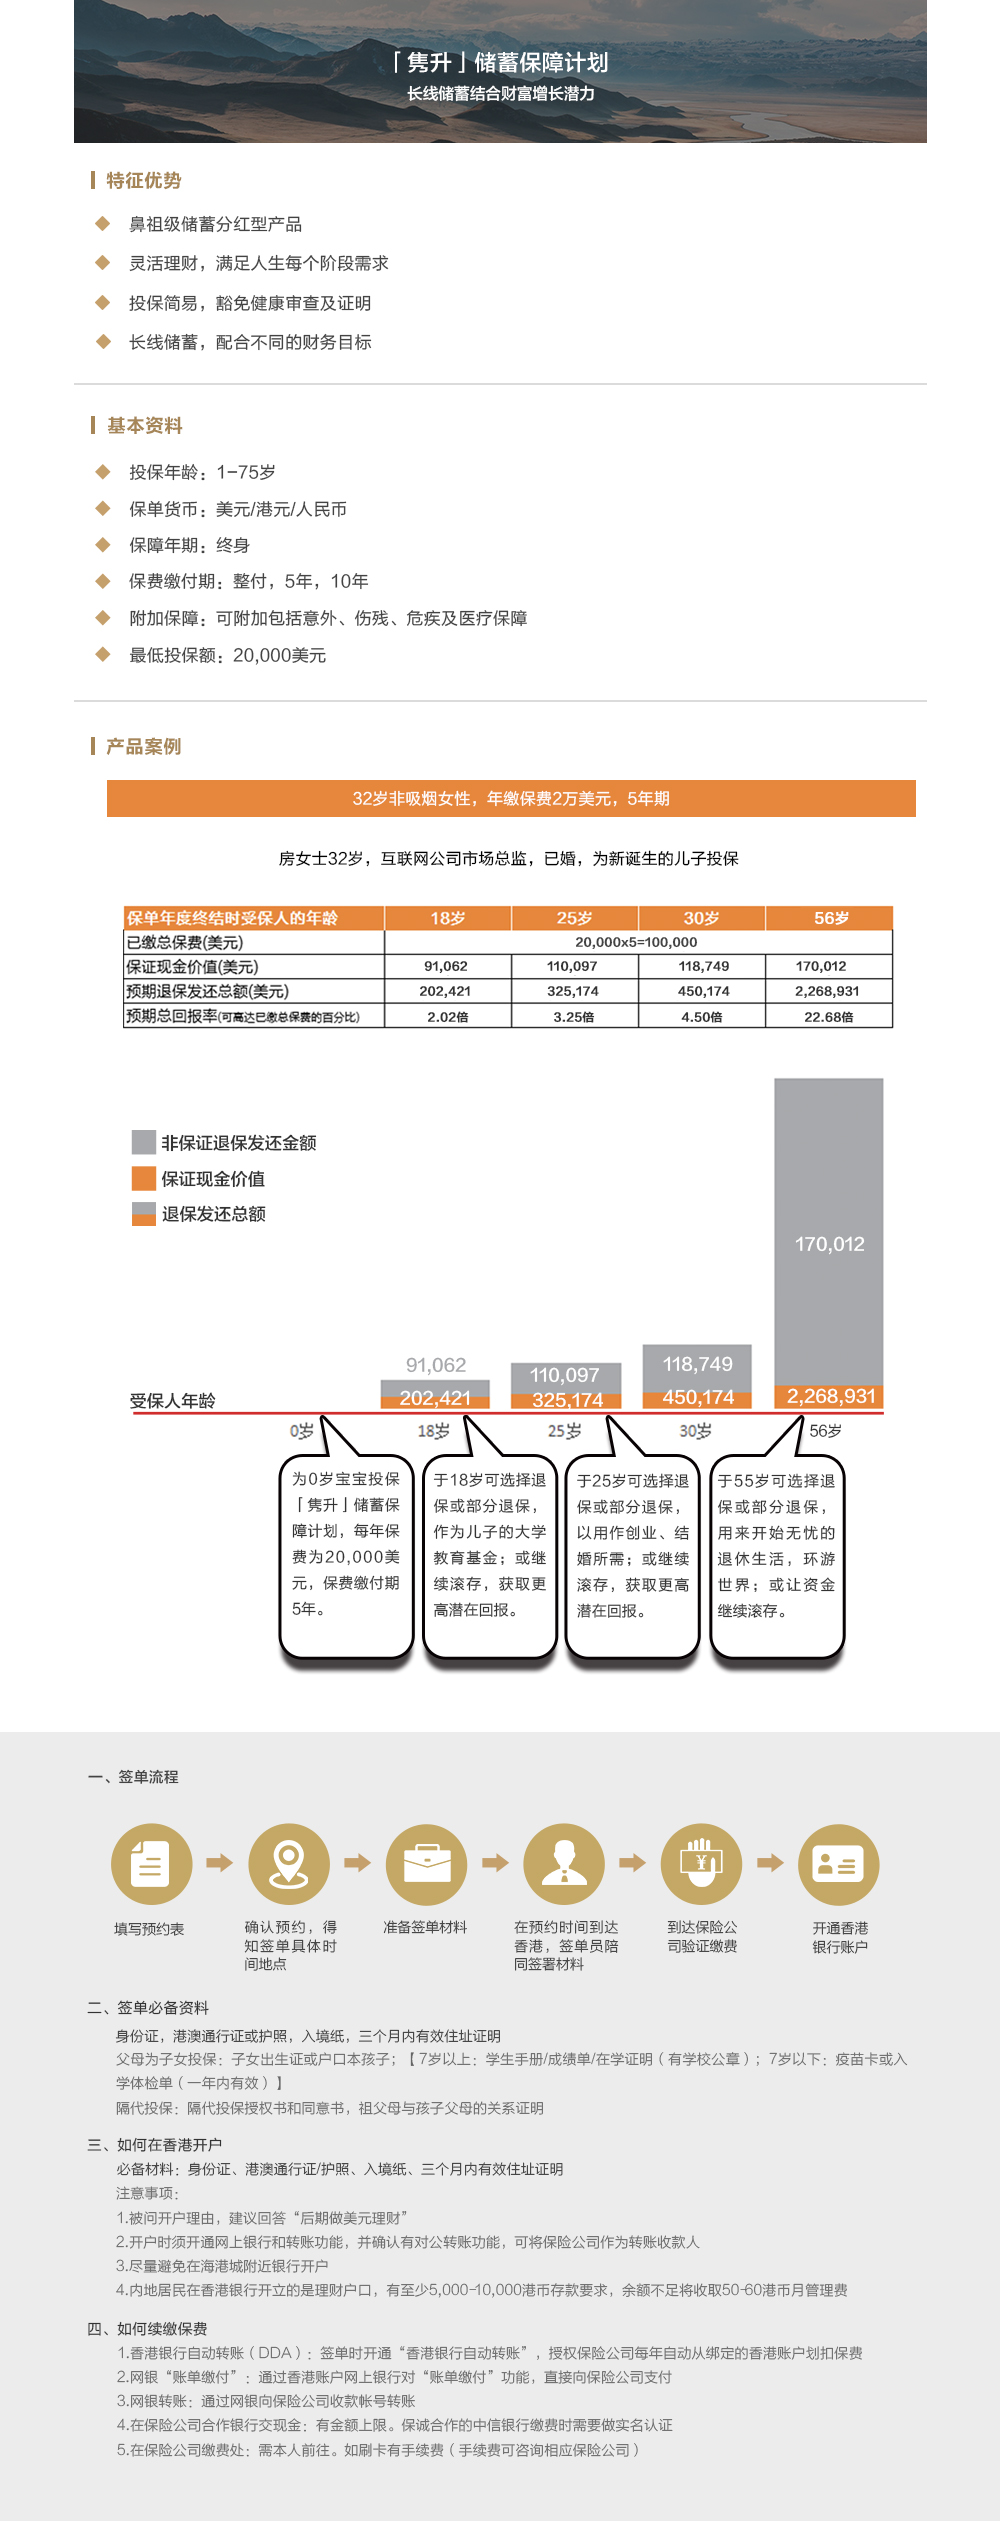 「隽升」储蓄保障计划
长线储蓄结合财富增长潜力
特征优势
鼻祖级储蓄分红型产品
灵活理财，满足人生每个阶段需求
投保简易，豁免健康审查及证明
长线储蓄，配合不同的财务目标
基本资料
投保年龄：1-75岁
保单货币：美元/港元/人民币
保障年期：终身
保费缴付期：整付，5年，10年
附加保障：可附加包括意外、伤残、危疾及医疗保障
最低投保额：20,000美元
产品案例
32岁非吸烟女性，年缴保费2万美元，5年期
房女士32岁，互联网公司市场总监，已婚，为新诞生的儿子投保
保单年度终结时受保人的年龄 18岁 25岁 30岁 56岁
已缴总保费(美元) 20,000x5=100,000
保证现金价值(美元) 91,062 110,097 118,749 170,012
预期退保发还总额(美元) 202,421 325,174 450,174 2,268,931
预期总回报率(可高达已缴总保费的百分比) 2.02倍 3.25倍 4.50倍 22.68倍
非保证退保发还金额
保证现金价值
退保发还总额
170,012
91,062 110,097 118,749
202,421 325,174 450,174 2,268,931
受保人年龄
0岁 18岁 25岁 30岁 56岁
为0岁宝宝投保
「隽升」储蓄保
障计划，每年保
费为20,000美
元，保费缴付期
5年。
于18岁可选择退
保或部分退保，
作为儿子的大学
教育基金；或继
续滚存，获取更
高潜在回报。
于25岁可选择退
保或部分退保，
以用作创业、结
婚所需；或继续
滚存，获取更高
潜在回报。
于55岁可选择退
保或部分退保，
用来开始无忧的
退休生活，环游
世界；或让资金
继续滚存。
一、签单流程
填写预约表
确认预约，得
知签单具体时
间地点
准备签单材料
在预约时间到达
香港，签单员陪
同签署材料
¥
到达保险公
司验证缴费
开通香港
银行账户
二、签单必备资料
身份证，港澳通行证或护照，入境纸，三个月内有效住址证明
父母为子女投保：子女出生证或户口本孩子；【7岁以上：学生手册/成绩单/在学证明（有学校公章）；7岁以下：疫苗卡或入
学体检单（一年内有效）】
隔代投保：隔代投保授权书和同意书，祖父母与孩子父母的关系证明
三、如何在香港开户
必备材料：身份证、港澳通行证/护照、入境纸、三个月内有效住址证明
注意事项：
1.被问开户理由，建议回答“后期做美元理财”
2.开户时须开通网上银行和转账功能，并确认有对公转账功能，可将保险公司作为转账收款人
3.尽量避免在海港城附近银行开户
4.内地居民在香港银行开立的是理财户口，有至少5,000-10,000港币存款要求，余额不足将收取50-60港币月管理费
四、如何续缴保费
1.香港银行自动转账（DDA）：签单时开通“香港银行自动转账”，授权保险公司每年自动从绑定的香港账户划扣保费
2.网银“账单缴付”：通过香港账户网上银行对“账单缴付”功能，直接向保险公司支付
3.网银转账：通过网银向保险公司收款帐号转账
4.在保险公司合作银行交现金：有金额上限。保诚合作的中信银行缴费时需要做实名认证
5.在保险公司缴费处：需本人前往。如刷卡有手续费（手续费可咨询相应保险公司）